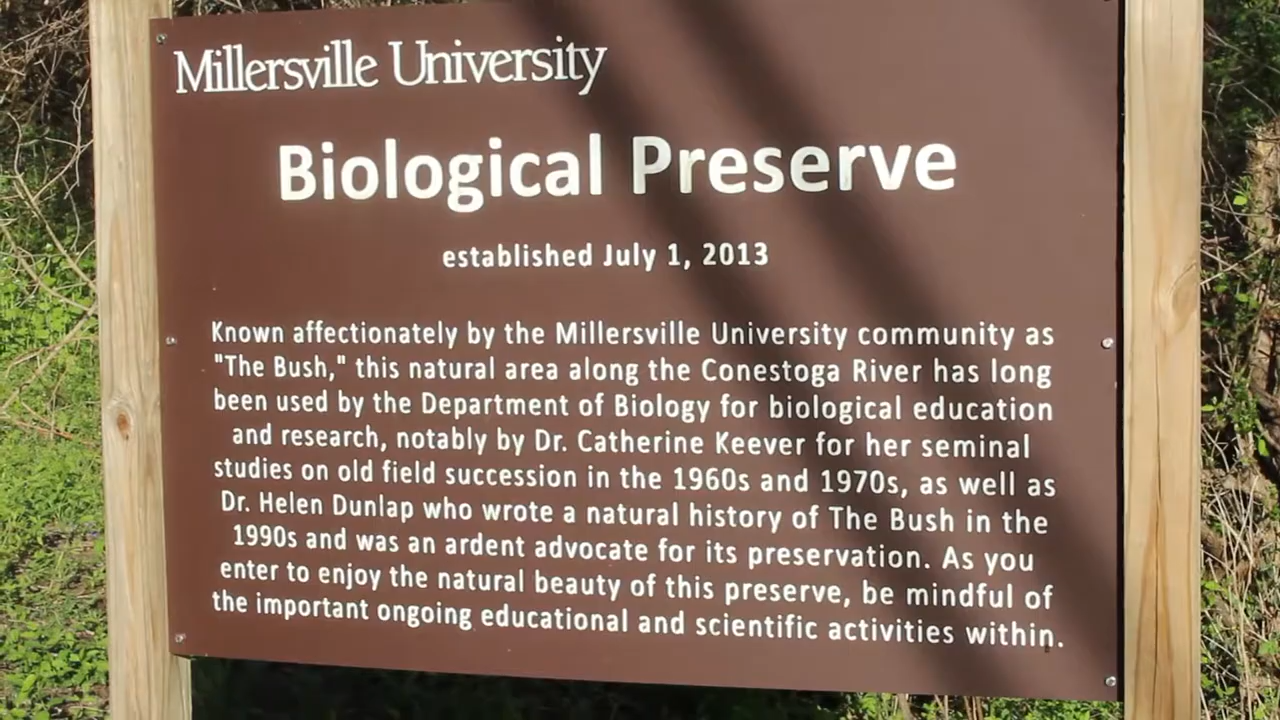 Millersville University
Biological Preserve
established July 1, 2013
Known affectionately by the Millersville University community as
"The Bush," this natural area along the Conestoga River has long
been used by the Department of Biology for biological education
and research, notably by Dr. Catherine Keever for her seminal
studies on old field succession in the 1960s and 1970s, as well as
Dr. Helen Dunlap who wrote a natural history of The Bush in the
1990s and was an ardent advocate for its preservation. As you
enter to enjoy the natural beauty of this preserve, be mindful of
the important ongoing educational and scientific activities within.